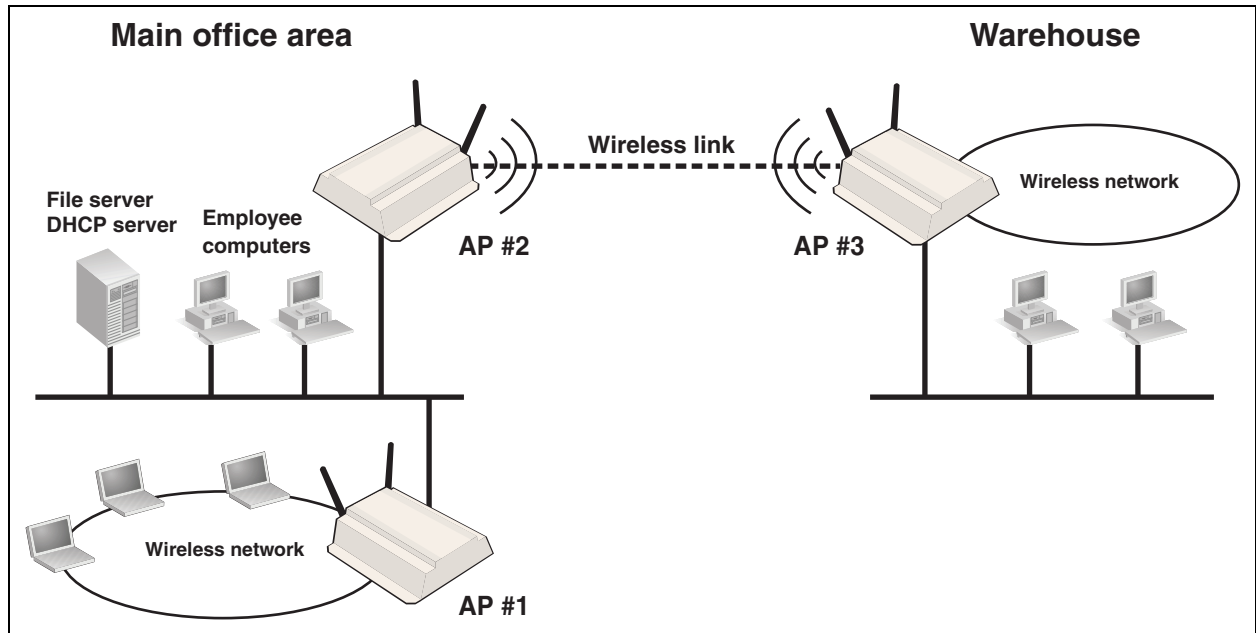 Main office area
Warehouse
Wireless link
File server
DHCP server
Employee
computers
AP #2
AP #3
Wireless network
Wireless network
AP #1